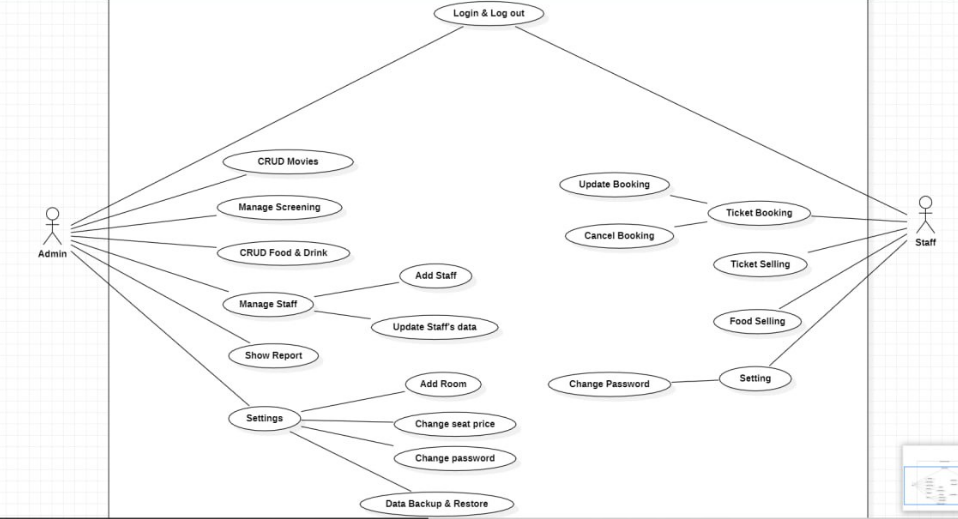 Login & Log out
CRUD Movies
Update Booking
Manage Screening
Ticket Booking
Admin
Staff
Cancel Booking
CRUD Food & Drink
Ticket Selling
Add Staff
Manage Staff
Update Staff's data
Food Selling
Show Report
Add Room
Change Password
Setting
Settings
Change seat price
Change password
Data Backup & Restore